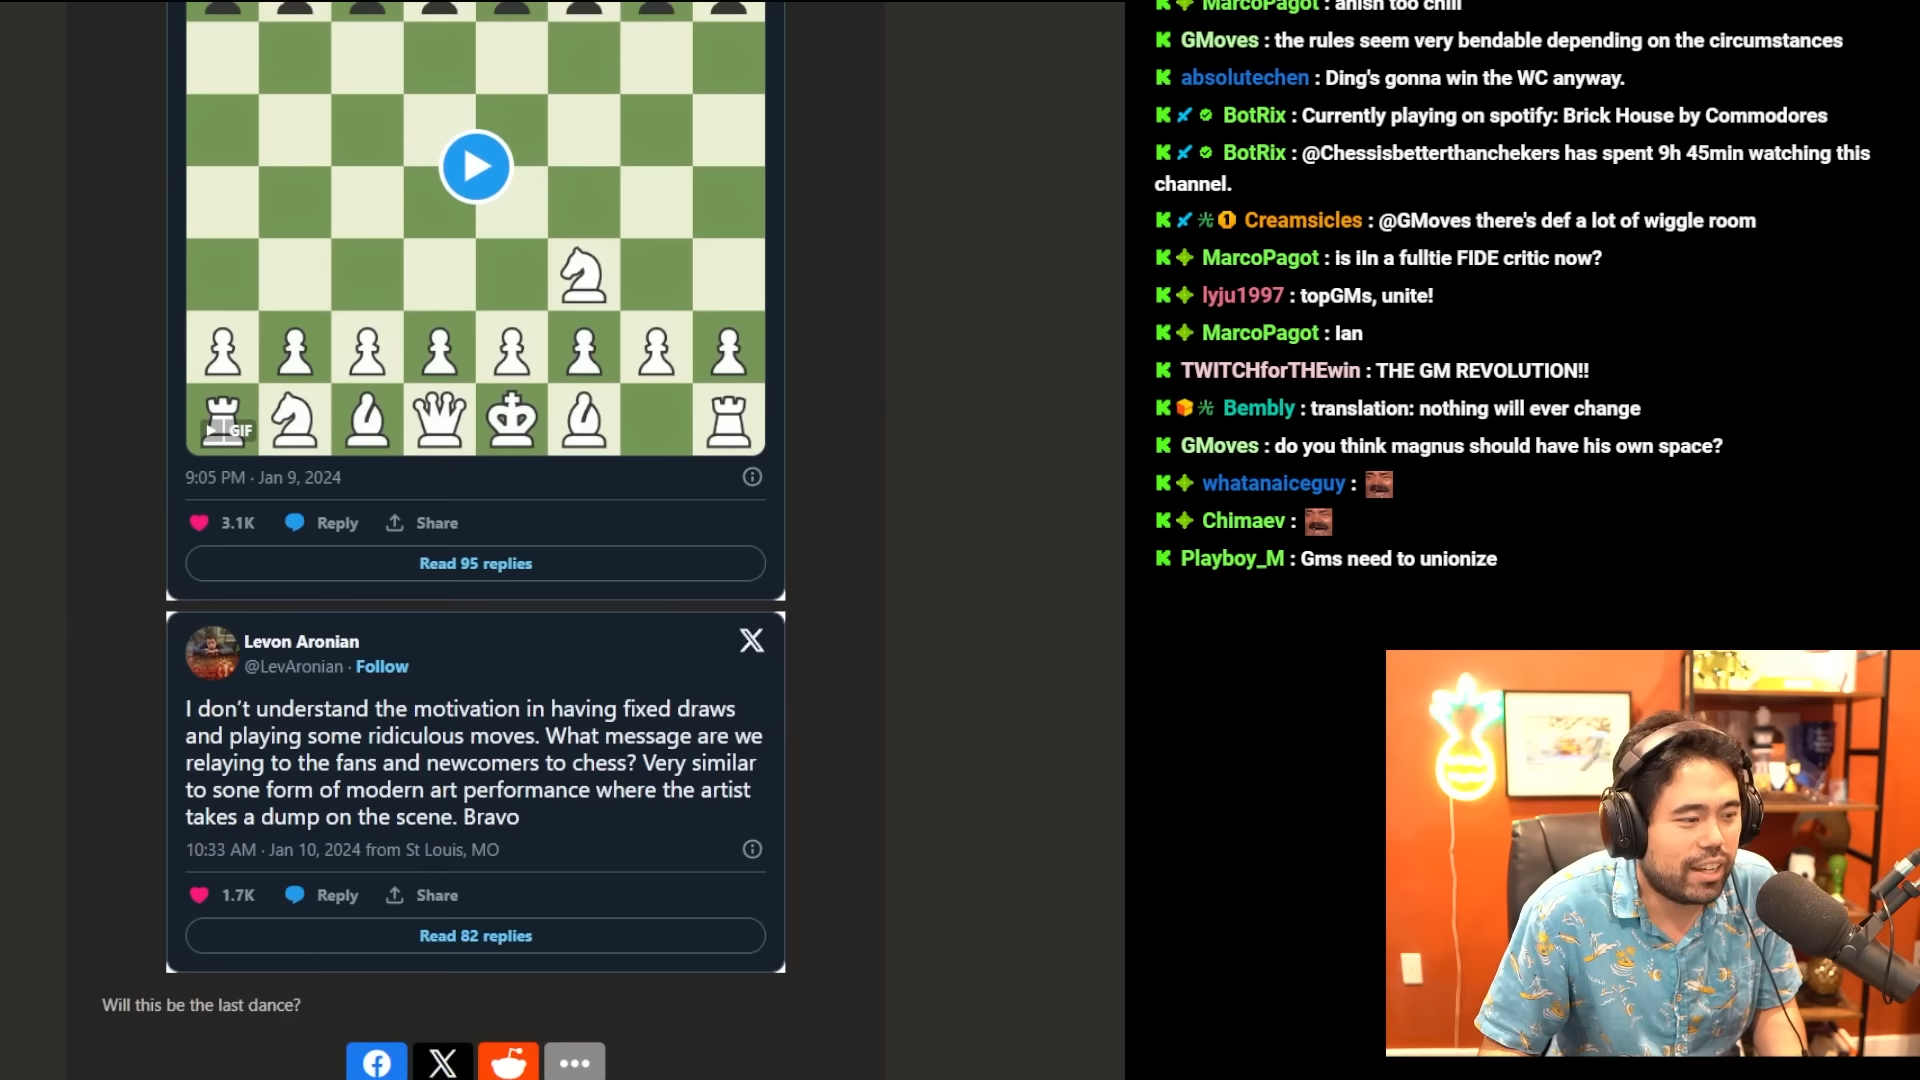 GIF
9:05 PM · Jan 9, 2024
3.1K Reply Share
Read 95 replies
Levon Aronian
@LevAronian · Follow
I don't understand the motivation in having fixed draws
and playing some ridiculous moves. What message are we
relaying to the fans and newcomers to chess? Very similar
to sone form of modern art performance where the artist
takes a dump on the scene. Bravo
10:33 AM · Jan 10, 2024 from St Louis, MO
1.7K Reply Share
Read 82 replies
Will this be the last dance?
MarcoPagot : anish too chill
GMoves : the rules seem very bendable depending on the circumstances
absolutechen : Ding's gonna win the WC anyway.
BotRix : Currently playing on spotify: Brick House by Commodores
BotRix : @Chessisbetterthanchekers has spent 9h 45min watching this
channel.
Creamsicles : @GMoves there's def a lot of wiggle room
MarcoPagot : is iln a fulltie FIDE critic now?
lyju1997 : topGMs, unite!
MarcoPagot : Ian
TWITCHforTHEwin : THE GM REVOLUTION!!
Bembly : translation: nothing will ever change
GMoves : do you think magnus should have his own space?
whatanaiceguy :
Chimaev :
Playboy_M : Gms need to unionize